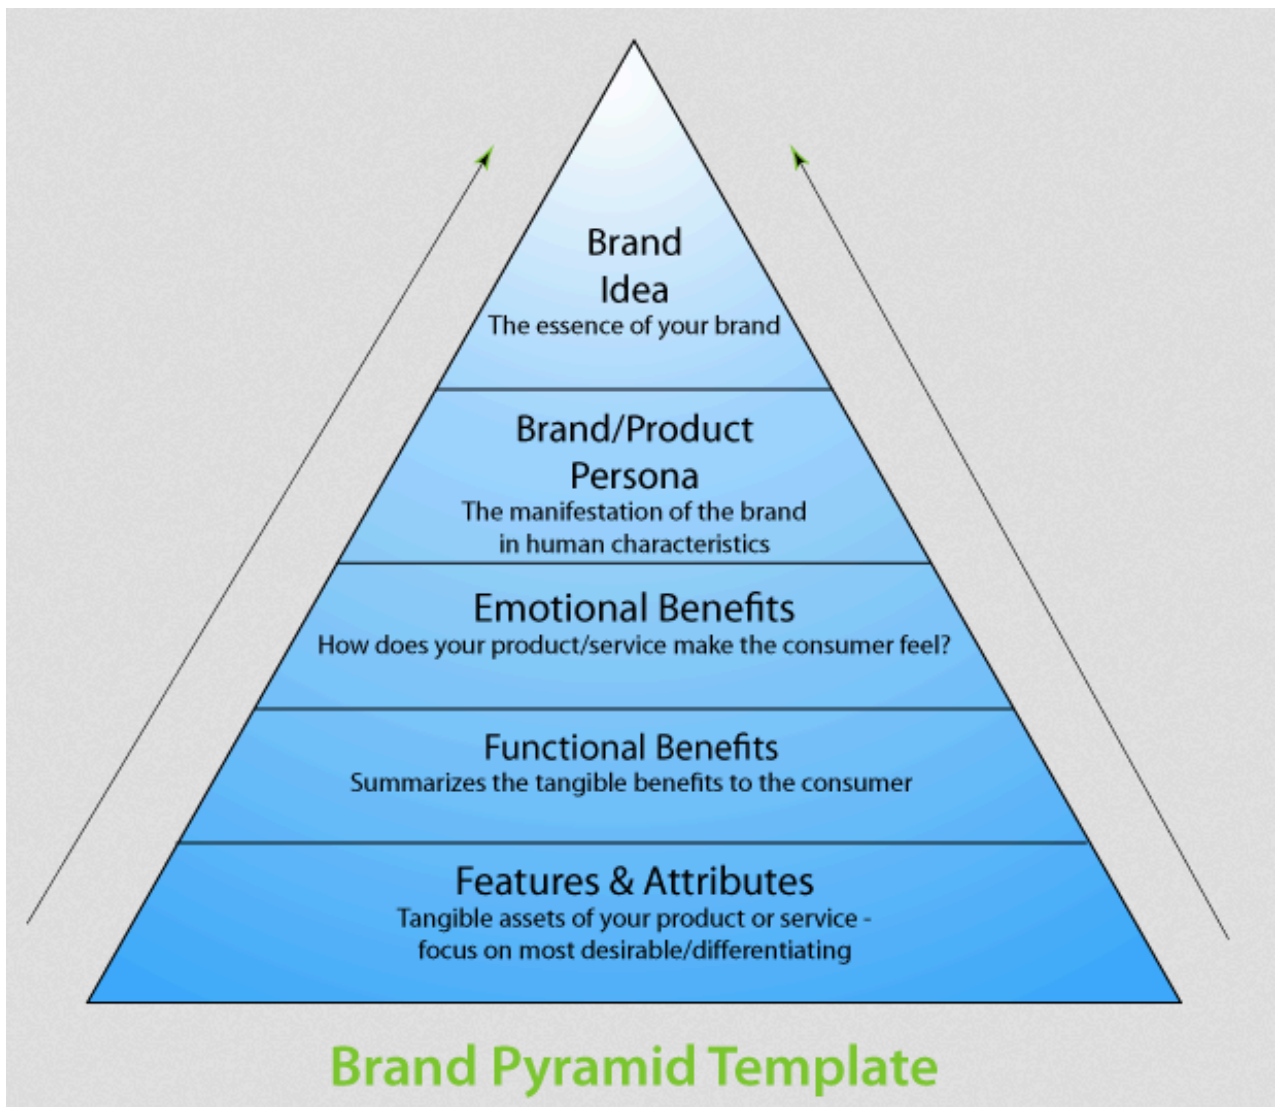 Brand
Idea
The essence of your brand
Brand/Product
Persona
The manifestation of the brand
in human characteristics
Emotional Benefits
How does your product/service make the consumer feel?
Functional Benefits
Summarizes the tangible benefits to the consumer
Features & Attributes
Tangible assets of your product or service -
focus on most desirable/differentiating
Brand Pyramid Template